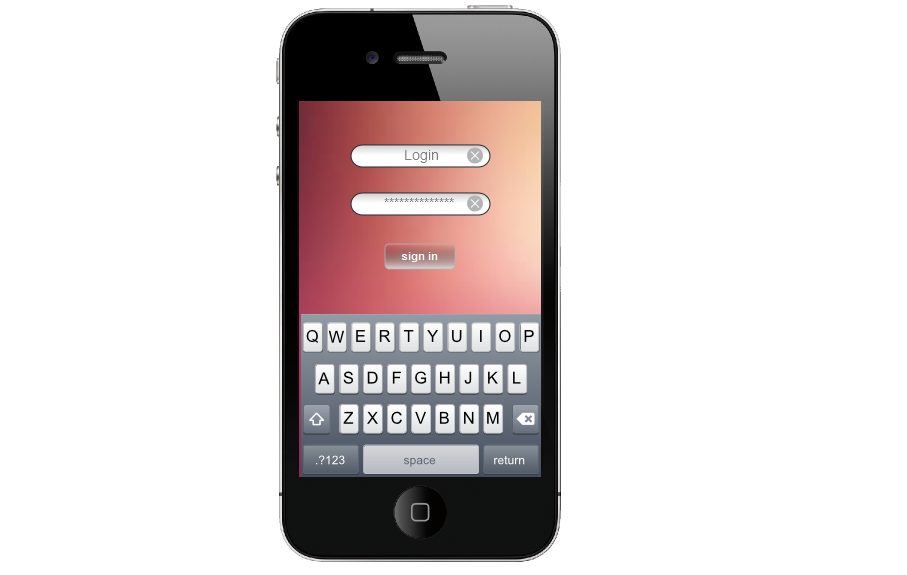 Login
**************
sign in
Q W E R T Y U I O P
A S D F G H J K L
Z X C V B N M
.?123 space return